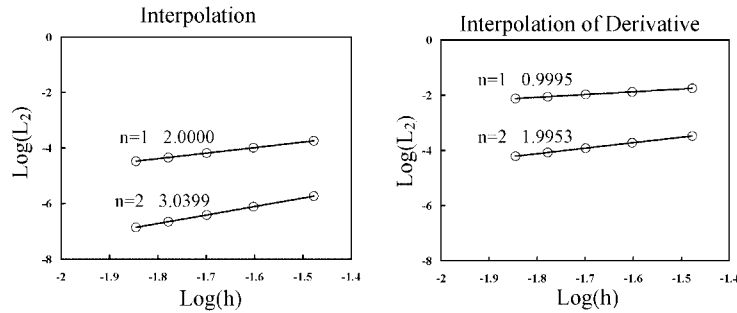 Interpolation
0
-2
-4
-6
-8
Log(L2)
n=1 2.0000
n=2 3.0399
-2 -1.9 -1.8 -1.7 -1.6 -1.5 -1.4
Log(h)
Interpolation of Derivative
0
-2
-4
-6
-8
Log(L2)
n=1 0.9995
n=2 1.9953
-2 -1.9 -1.8 -1.7 -1.6 -1.5 -1.4
Log(h)